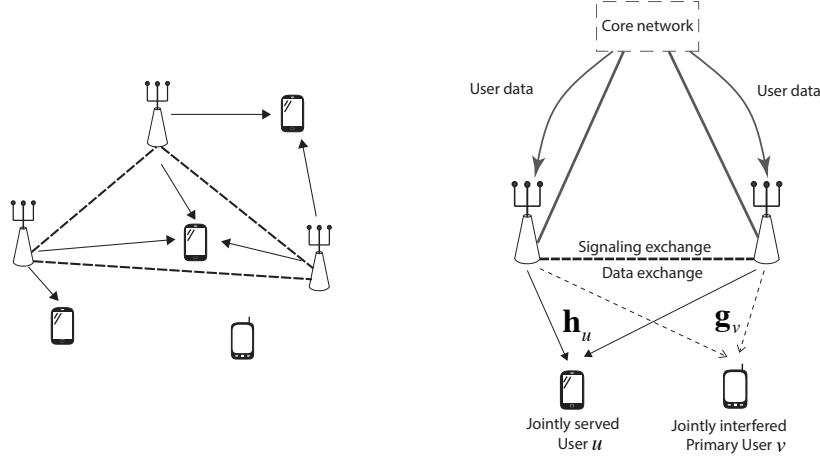 Core network
User data
User data
Signaling exchange
Data exchange
h_u
g_v
Jointly served
User u
Jointly interfered
Primary User v